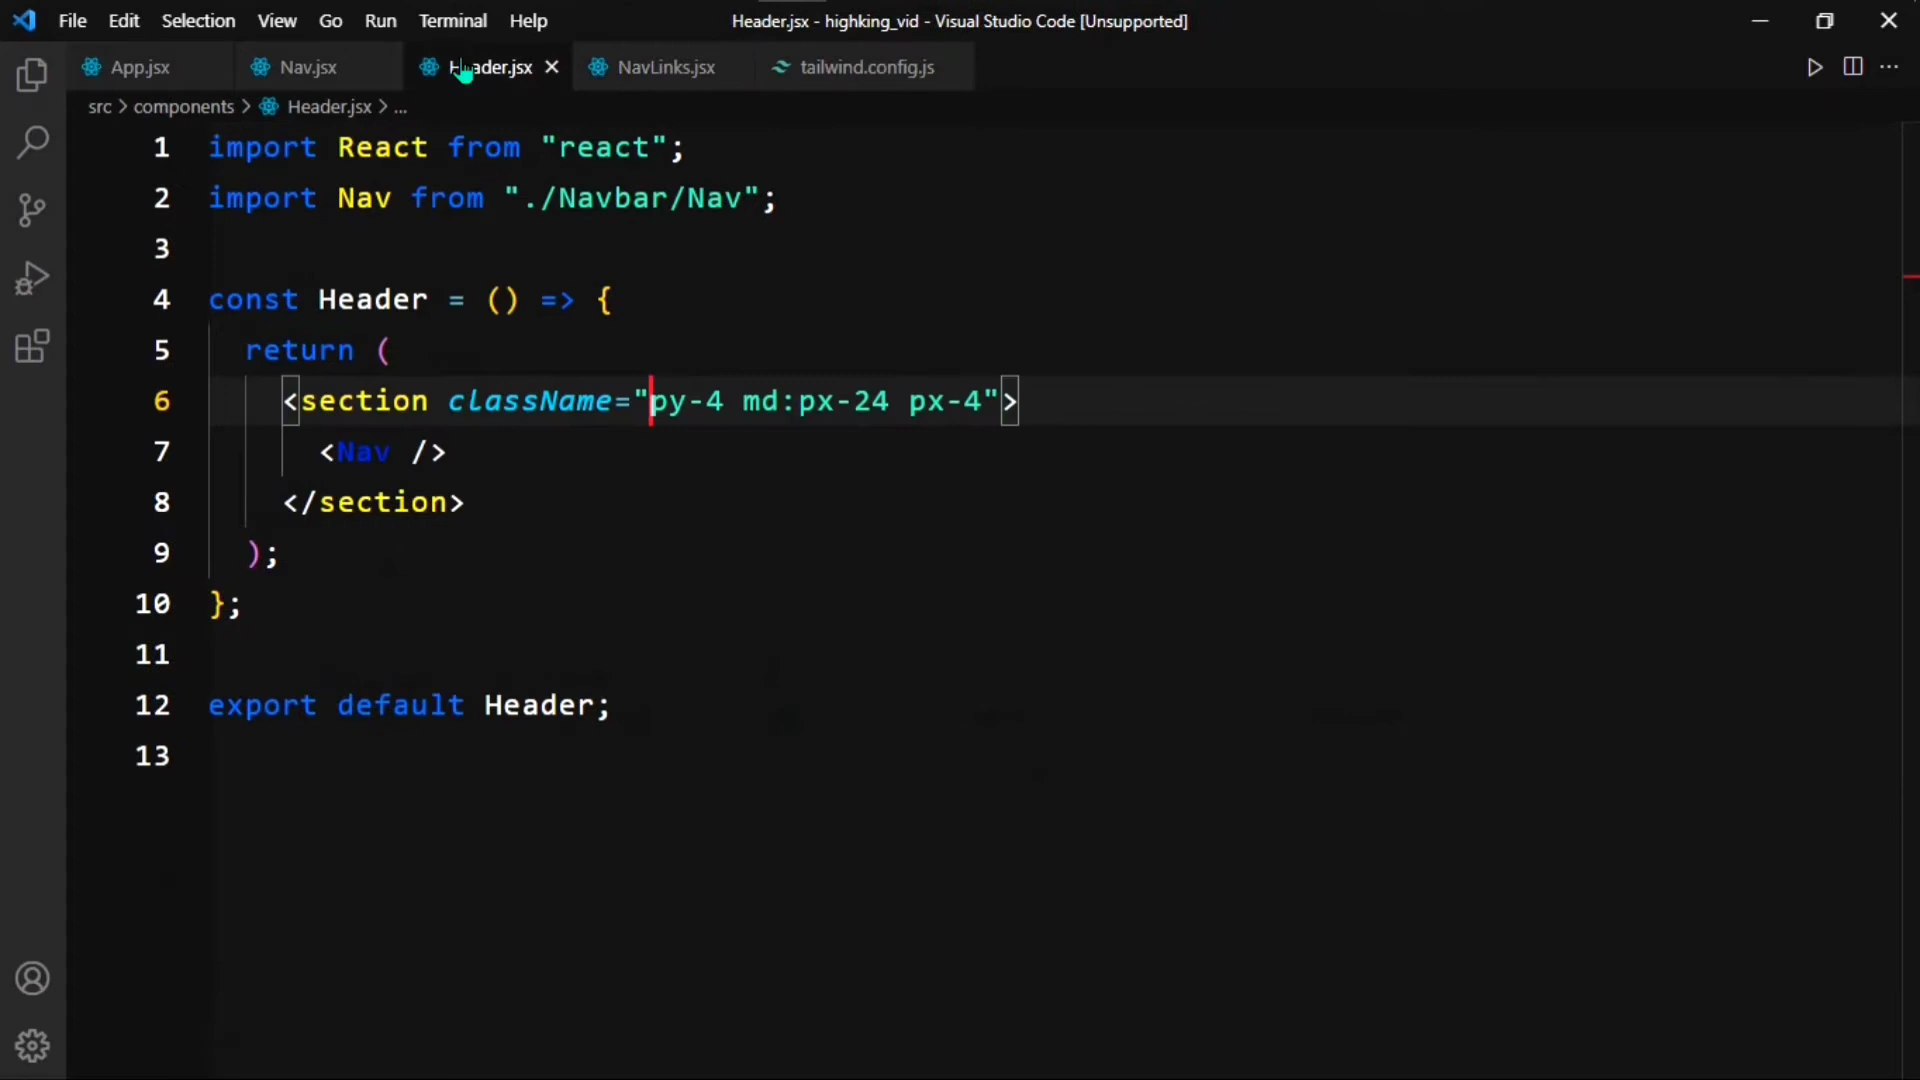 File Edit Selection View Go Run Terminal Help Header.jsx - highking_vid - Visual Studio Code [Unsupported]
App.jsx Nav.jsx Header.jsx NavLinks.jsx tailwind.config.js
src > components > Header.jsx > ...
1 import React from "react";
2 import Nav from "./Navbar/Nav";
3
4 const Header = () => {
5 return (
6 <section className="py-4 md:px-24 px-4">
7 <Nav />
8 </section>
9 );
10 };
11
12 export default Header;
13